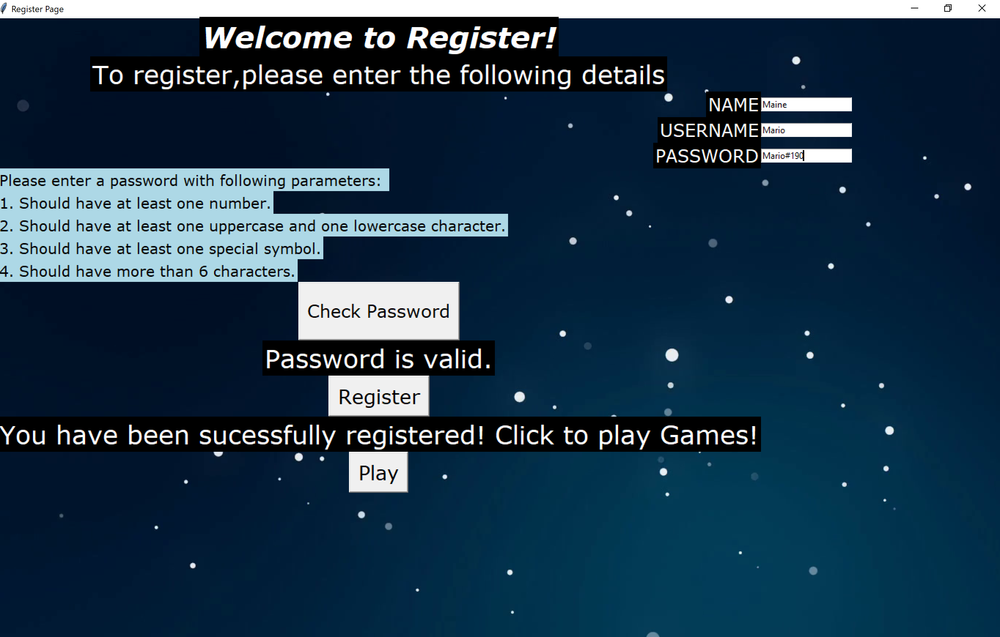 Register Page
Welcome to Register!
To register,please enter the following details
NAME Maine
USERNAME Mario
PASSWORD Mario#190
Please enter a password with following parameters:
1. Should have at least one number.
2. Should have at least one uppercase and one lowercase character.
3. Should have at least one special symbol.
4. Should have more than 6 characters.
Check Password
Password is valid.
Register
You have been sucessfully registered! Click to play Games!
Play